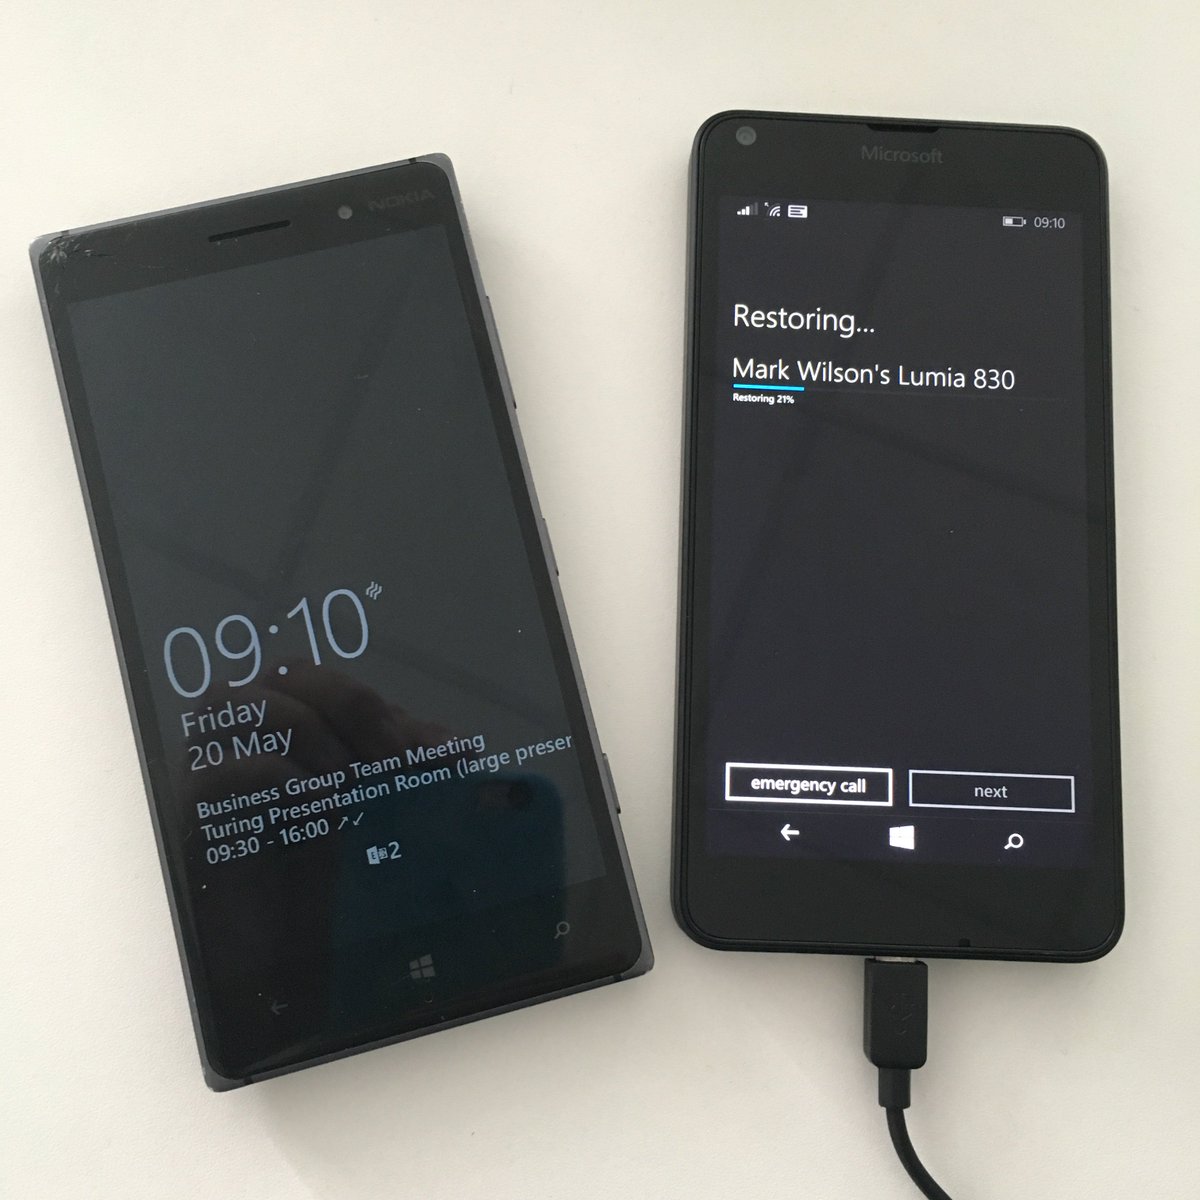 NOKIA
09:10
Friday
20 May
Business Group Team Meeting
Turing Presentation Room (large preser
09:30 - 16:00
2
Microsoft
09:10
Restoring...
Mark Wilson's Lumia 830
Restoring 21%
emergency call
next